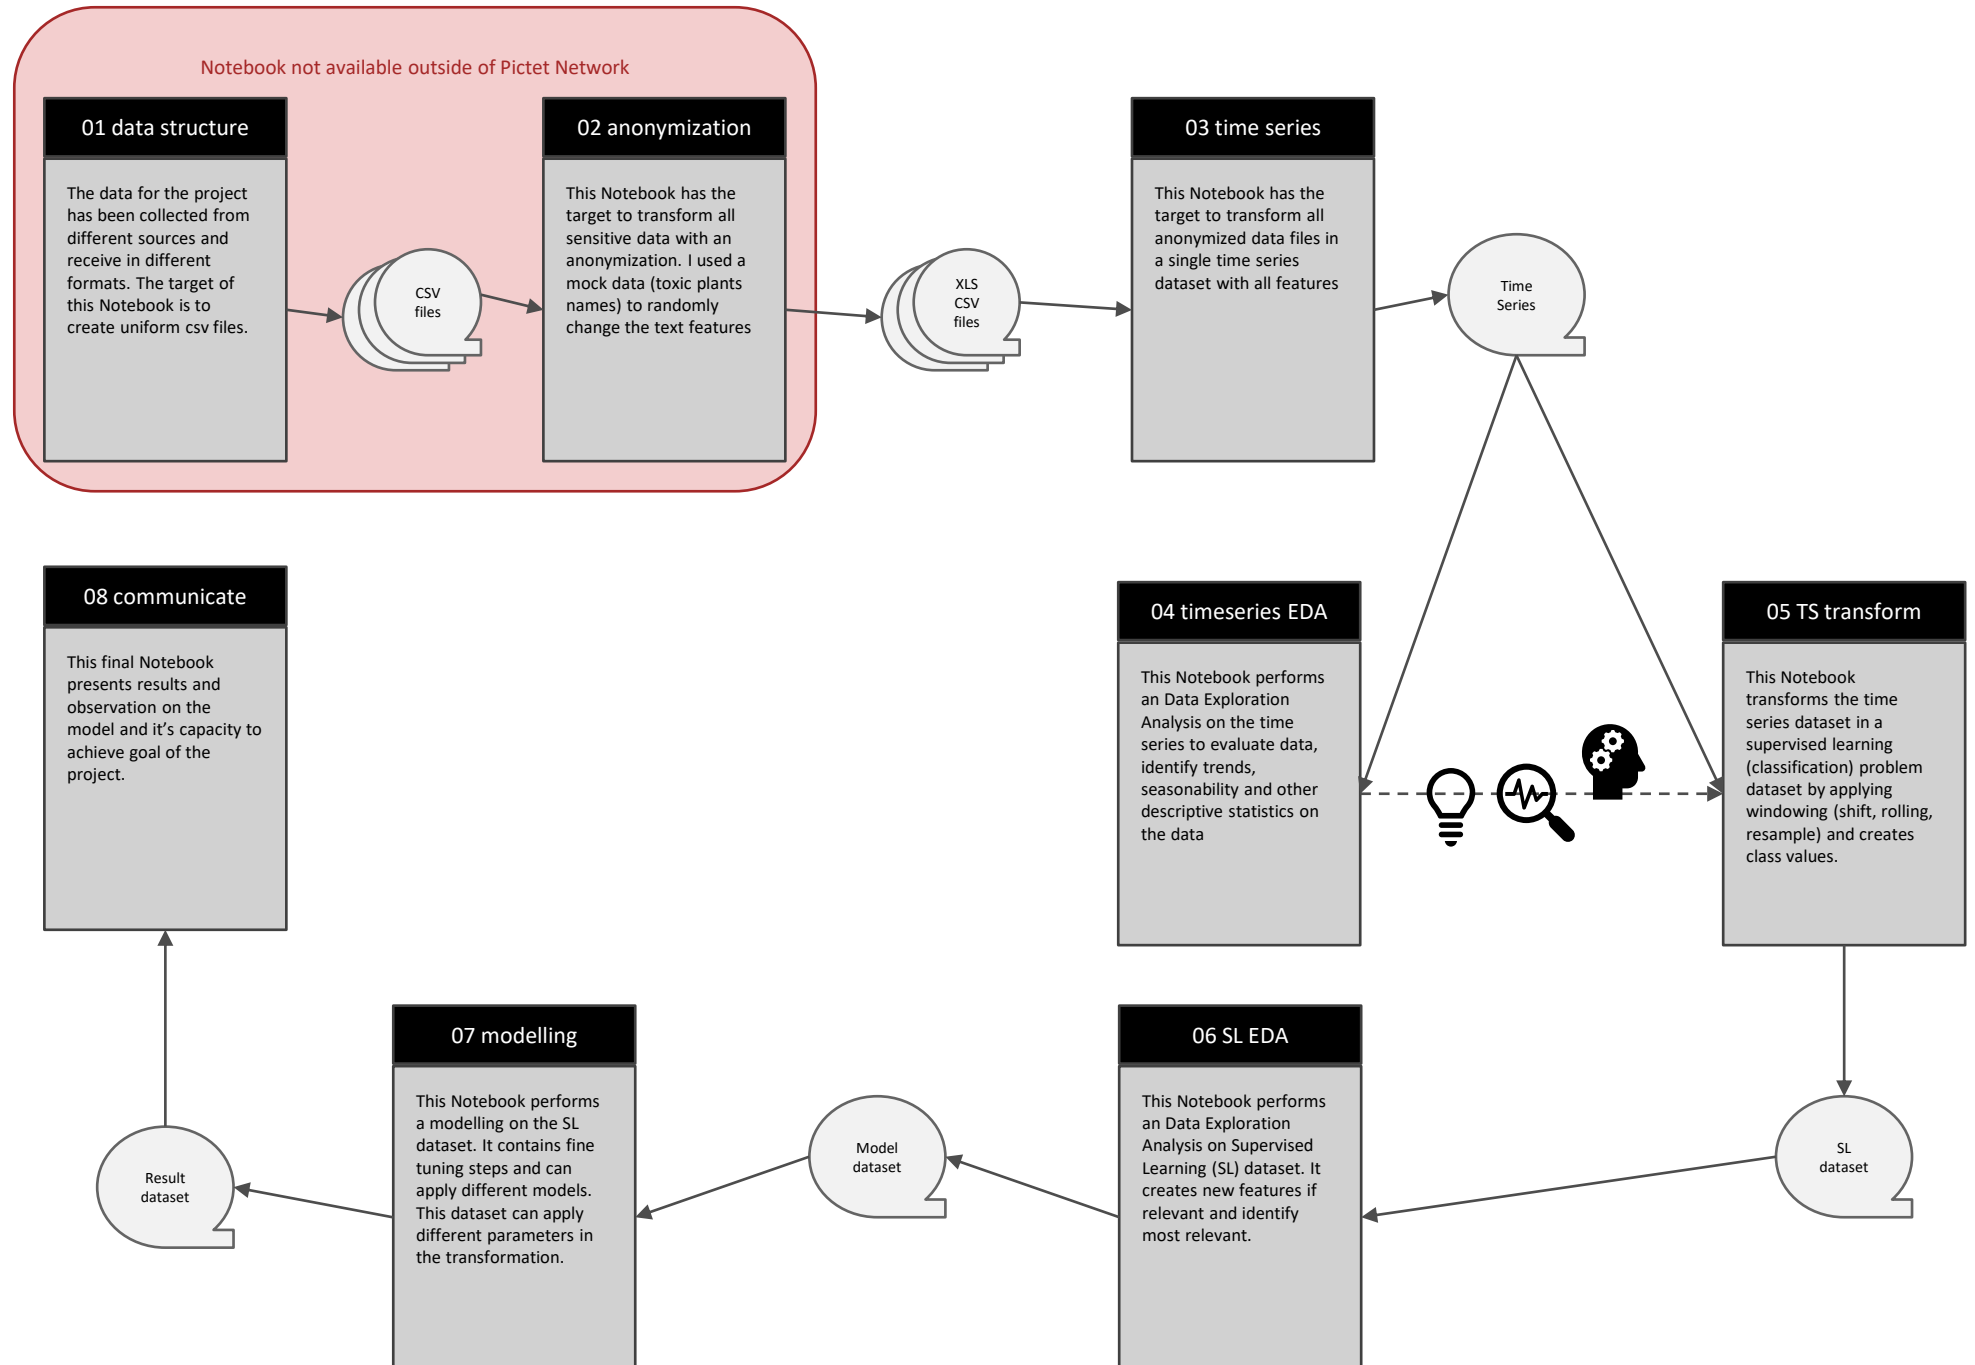 Notebook not available outside of Pictet Network
01 data structure
The data for the project
has been collected from
different sources and
receive in different
formats. The target of
this Notebook is to
create uniform csv files.
CSV
files
02 anonymization
This Notebook has the
target to transform all
sensitive data with an
anonymization. I used a
mock data (toxic plants
names) to randomly
change the text features
XLS
CSV
files
03 time series
This Notebook has the
target to transform all
anonymized data files in
a single time series
dataset with all features
Time
Series
04 timeseries EDA
This Notebook performs
an Data Exploration
Analysis on the time
series to evaluate data,
identify trends,
seasonability and other
descriptive statistics on
the data
05 TS transform
This Notebook
transforms the time
series dataset in a
supervised learning
(classification) problem
dataset by applying
windowing (shift, rolling,
resample) and creates
class values.
SL
dataset
06 SL EDA
This Notebook performs
an Data Exploration
Analysis on Supervised
Learning (SL) dataset. It
creates new features if
relevant and identify
most relevant.
Model
dataset
07 modelling
This Notebook performs
a modelling on the SL
dataset. It contains fine
tuning steps and can
apply different models.
This dataset can apply
different parameters in
the transformation.
Result
dataset
08 communicate
This final Notebook
presents results and
observation on the
model and it’s capacity to
achieve goal of the
project.